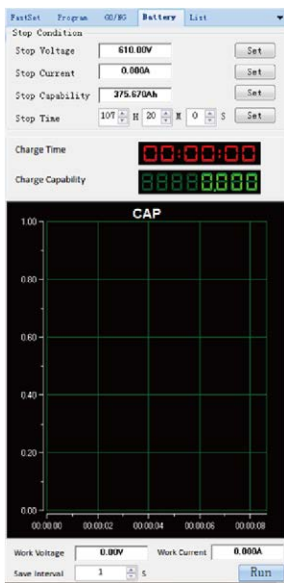 FastSet Program GO/NG Battery List
Stop Condition
Stop Voltage 610.00V Set
Stop Current 0.000A Set
Stop Capability 375.670Ah Set
Stop Time 107 H 20 M 0 S Set
Charge Time 00:00:00
Charge Capability 0.000
CAP
1.00
0.80
0.60
0.40
0.20
0.00
00:00:00 00:00:02 00:00:04 00:00:06 00:00:08
Work Voltage 0.00V Work Current 0.000A
Save Interval 1 S Run